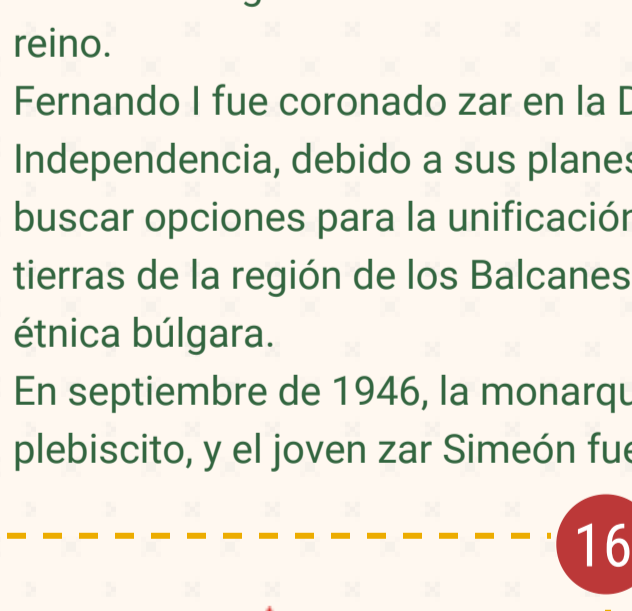 reino.
Fernando I fue coronado zar en la
Independencia, debido a sus planes
buscar opciones para la unificación
tierras de la región de los Balcanes
étnica búlgara.
En septiembre de 1946, la
plebiscito, y el joven zar Simeón fue
16